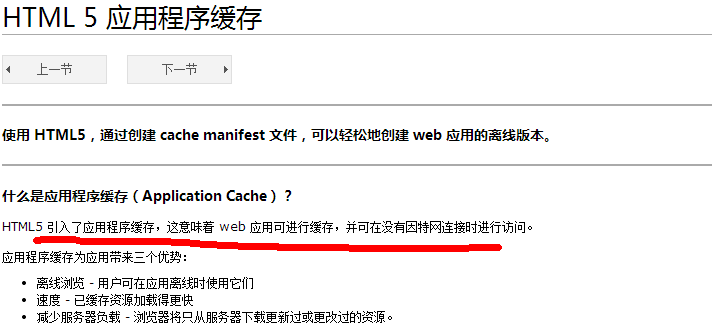 HTML 5 应用程序缓存
上一节 下一节
使用 HTML5，通过创建 cache manifest 文件，可以轻松地创建 web 应用的离线版本。
什么是应用程序缓存（Application Cache）？
HTML5 引入了应用程序缓存，这意味着 web 应用可进行缓存，并可在没有因特网连接时进行访问。
应用程序缓存为应用带来三个优势：
离线浏览 - 用户可在应用离线时使用它们
速度 - 已缓存资源加载得更快
减少服务器负载 - 浏览器将只从服务器下载更新过或更改过的资源。